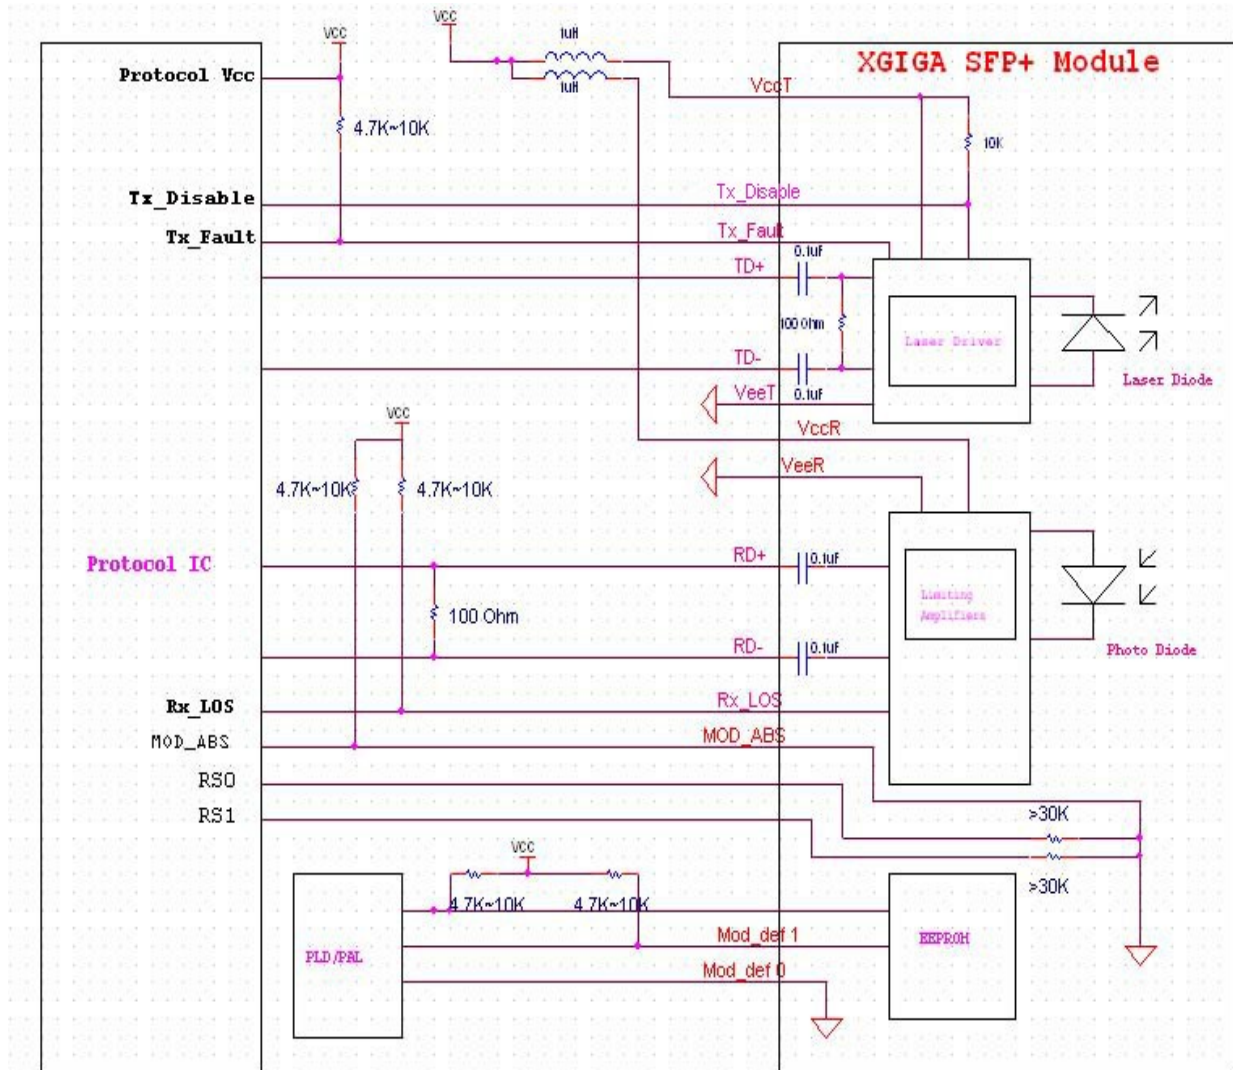 VCC
1uH
VCC
XGIGA SFP+ Module
Protocol Vcc
1uH
VccT
4.7K~10K
10K
Tx_Disable
Tx_Disable
Tx_Fault
Tx_Fault
0.1uF
TD+
100 Ohm
Laser Driver
TD-
Laser Diode
VeeT
0.1uF
VCC
VccR
VeeR
4.7K~10K
4.7K~10K
Protocol IC
RD+
0.1uF
Limiting
Amplifiers
100 Ohm
RD-
0.1uF
Photo Diode
Rx_LOS
Rx_LOS
MOD_ABS
MOD_ABS
RS0
RS1
>30K
VCC
>30K
4.7K~10K
4.7K~10K
Mod_def 1
EEPROM
PLD/PAL
Mod_def 0